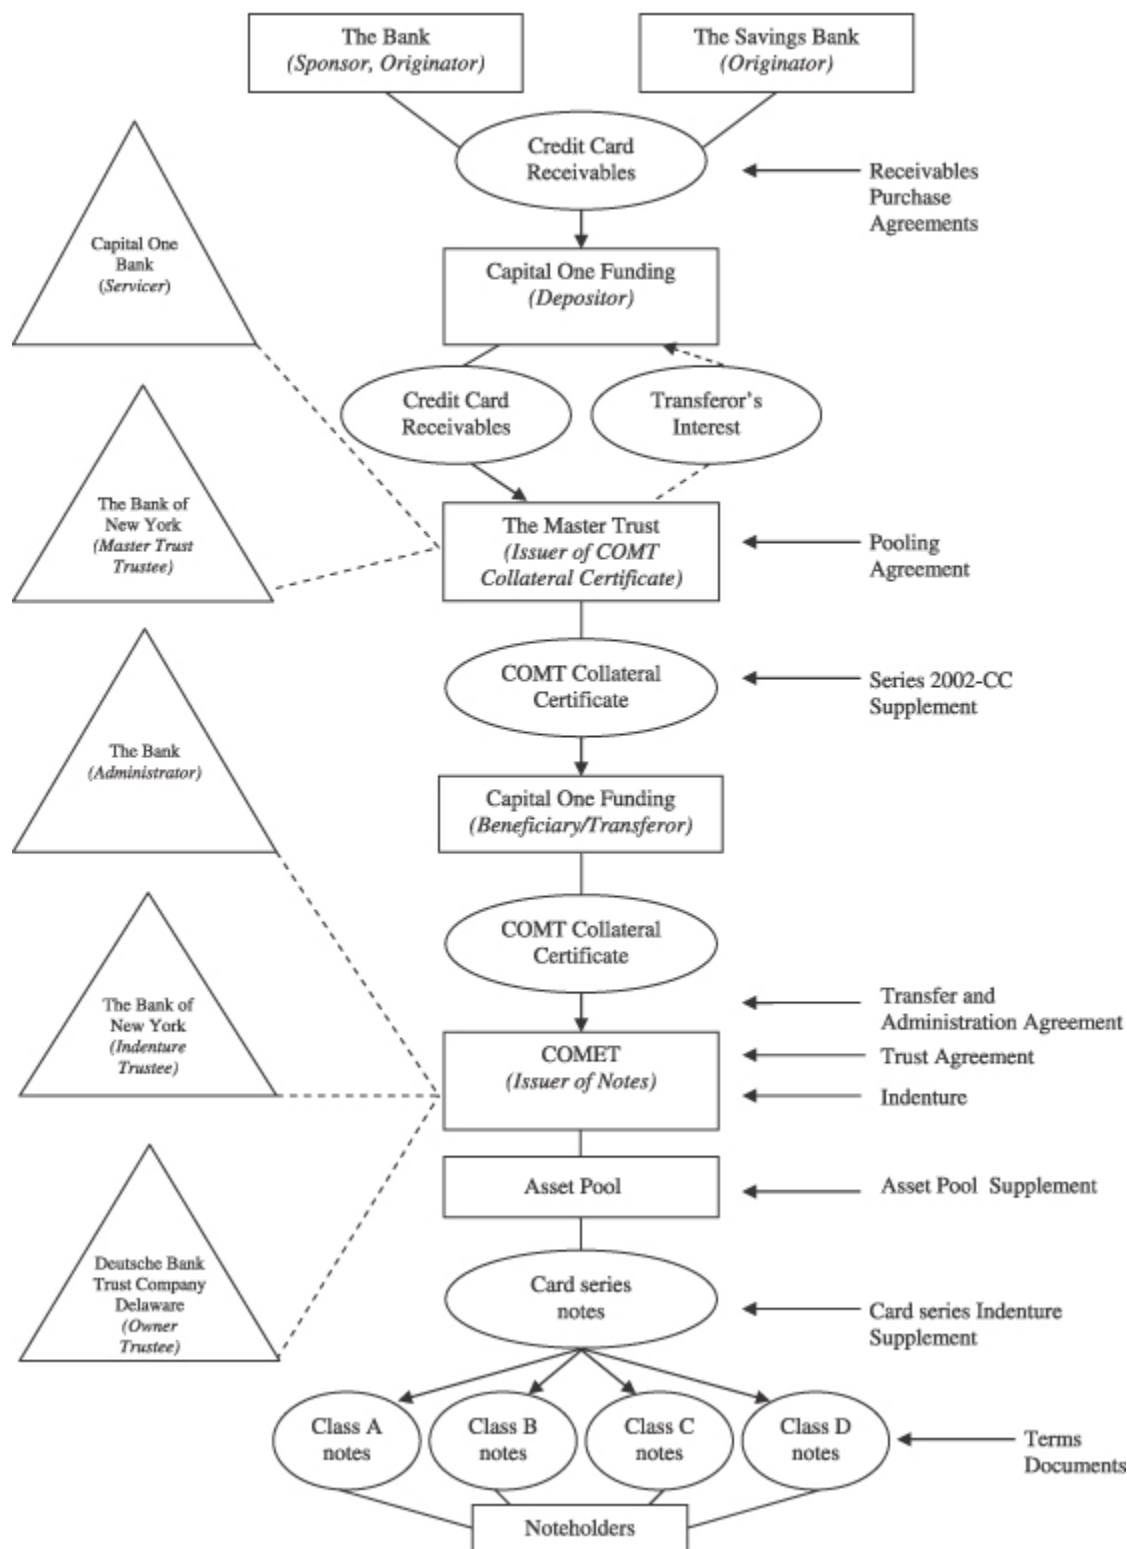 The Bank
(Sponsor, Originator)
The Savings Bank
(Originator)
Credit Card
Receivables
Receivables
Purchase
Agreements
Capital One
Bank
(Servicer)
Capital One Funding
(Depositor)
Credit Card
Receivables
Transferor's
Interest
The Bank of
New York
(Master Trust
Trustee)
The Master Trust
(Issuer of COMT
Collateral Certificate)
Pooling
Agreement
COMT Collateral
Certificate
Series 2002-CC
Supplement
The Bank
(Administrator)
Capital One Funding
(Beneficiary/Transferor)
COMT Collateral
Certificate
The Bank of
New York
(Indenture
Trustee)
Transfer and
Administration Agreement
COMET
(Issuer of Notes)
Trust Agreement
Indenture
Asset Pool
Asset Pool Supplement
Deutsche Bank
Trust Company
Delaware
(Owner
Trustee)
Card series
notes
Card series Indenture
Supplement
Class A
notes
Class B
notes
Class C
notes
Class D
notes
Terms
Documents
Noteholders